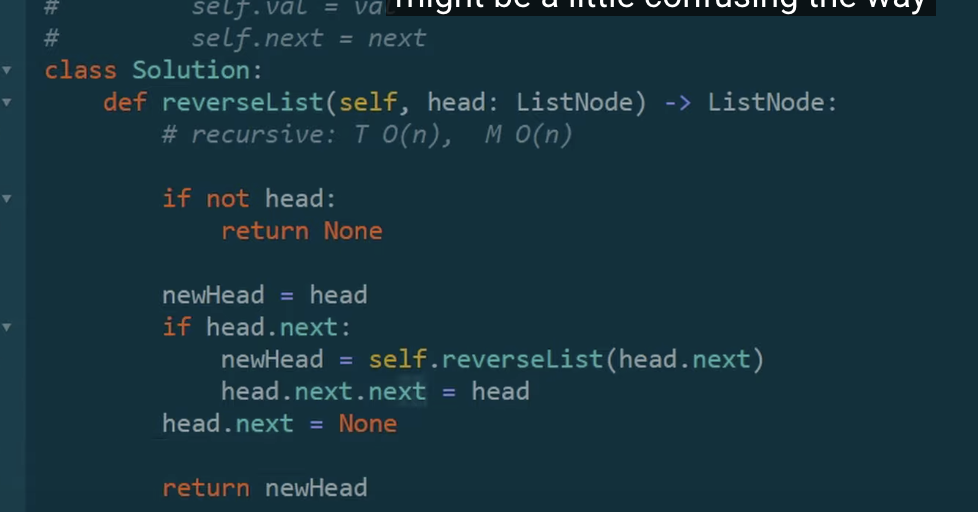 #         self.val = va
might be a little confusing the way
#         self.next = next
class Solution:
    def reverseList(self, head: ListNode) -> ListNode:
        # recursive: T O(n),  M O(n)

        if not head:
            return None

        newHead = head
        if head.next:
            newHead = self.reverseList(head.next)
            head.next.next = head
        head.next = None

        return newHead